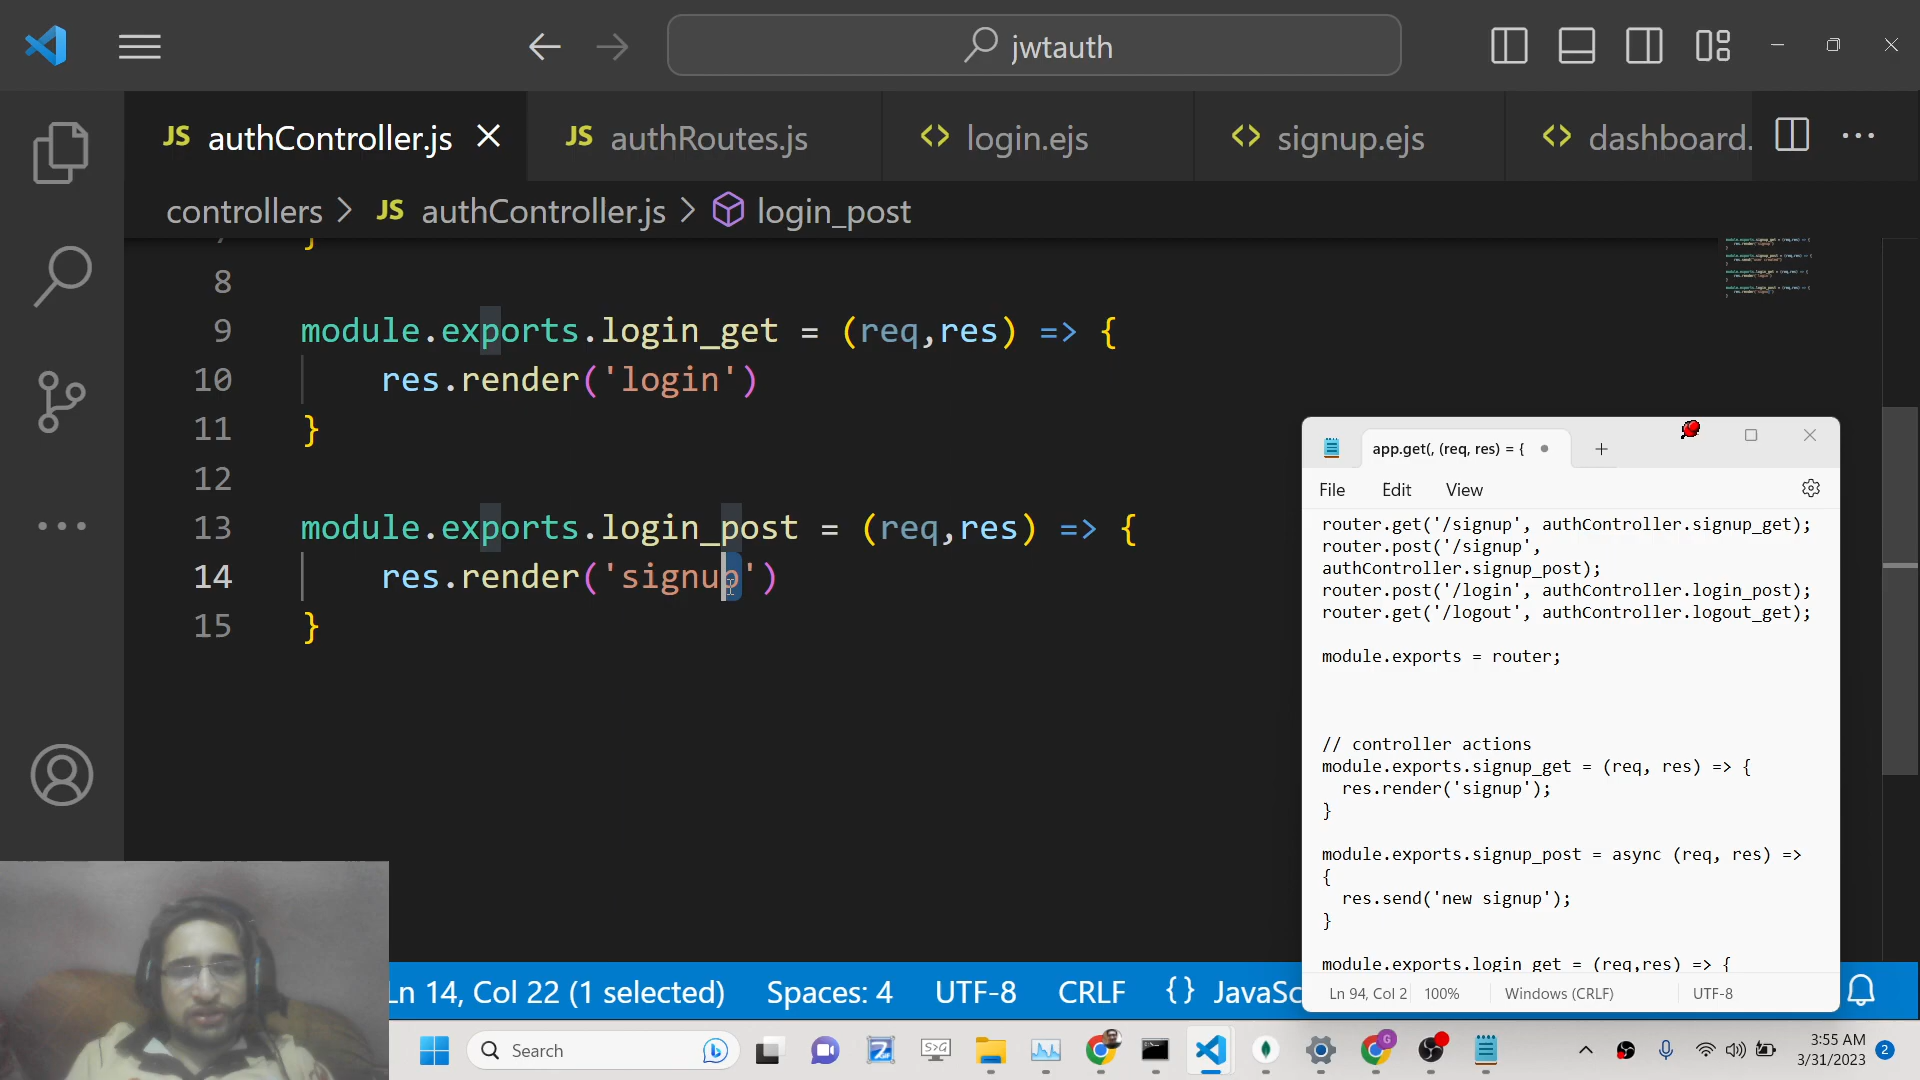 jwtauth
JS authController.js
JS authRoutes.js
login.ejs
signup.ejs
dashboard.
controllers > JS authController.js > login_post
7 }
8
9 module.exports.login_get = (req,res) => {
10 res.render('login')
11 }
12
13 module.exports.login_post = (req,res) => {
14 res.render('signup')
15 }
app.get(, (req, res) = {
File Edit View
router.get('/signup', authController.signup_get);
router.post('/signup',
authController.signup_post);
router.post('/login', authController.login_post);
router.get('/logout', authController.logout_get);
module.exports = router;
// controller actions
module.exports.signup_get = (req, res) => {
res.render('signup');
}
module.exports.signup_post = async (req, res) =>
{
res.send('new signup');
}
module.exports.login_get = (req,res) => {
Ln 94, Col 2 100% Windows (CRLF) UTF-8
Ln 14, Col 22 (1 selected) Spaces: 4 UTF-8 CRLF {} JavaSc
Search
3:55 AM
3/31/2023
2